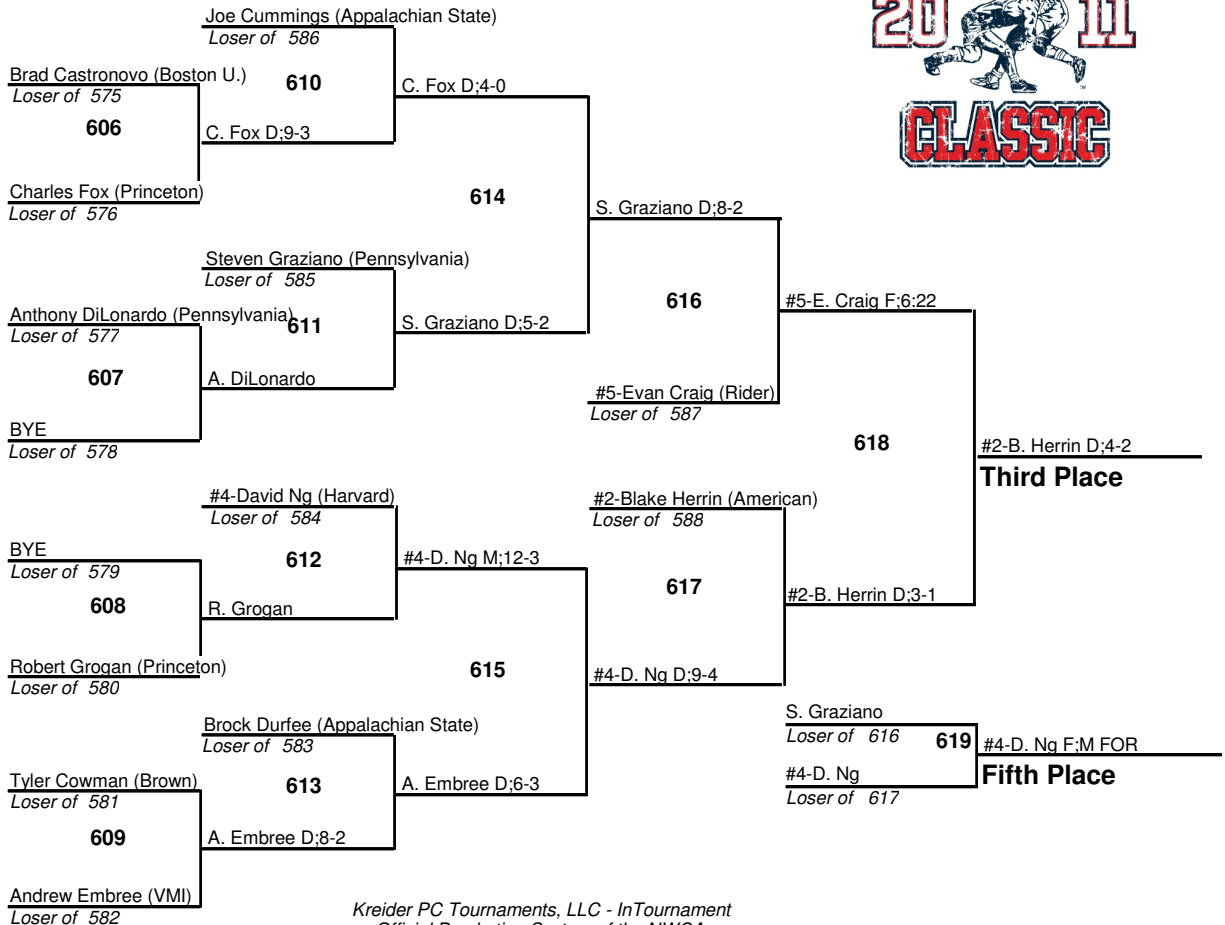 Joe Cummings (Appalachian State)
Loser of 586
20 11
TM
CLASSIC
Brad Castronovo (Boston U.)
Loser of 575
610
C. Fox D;4-0
606
C. Fox D;9-3
Charles Fox (Princeton)
Loser of 576
614
S. Graziano D;8-2
Steven Graziano (Pennsylvania)
Loser of 585
616
#5-E. Craig F;6:22
Anthony DiLonardo (Pennsylvania)
Loser of 577
611
S. Graziano D;5-2
607
A. DiLonardo
#5-Evan Craig (Rider)
Loser of 587
BYE
Loser of 578
618
#2-B. Herrin D;4-2
Third Place
#4-David Ng (Harvard)
Loser of 584
#2-Blake Herrin (American)
Loser of 588
BYE
Loser of 579
612
#4-D. Ng M;12-3
617
#2-B. Herrin D;3-1
608
R. Grogan
Robert Grogan (Princeton)
Loser of 580
615
#4-D. Ng D;9-4
Brock Durfee (Appalachian State)
Loser of 583
S. Graziano
Loser of 616
619
#4-D. Ng F;M FOR
Fifth Place
#4-D. Ng
Loser of 617
Tyler Cowman (Brown)
Loser of 581
613
A. Embree D;6-3
609
A. Embree D;8-2
Andrew Embree (VMI)
Loser of 582
Kreider PC Tournaments, LLC - InTournament